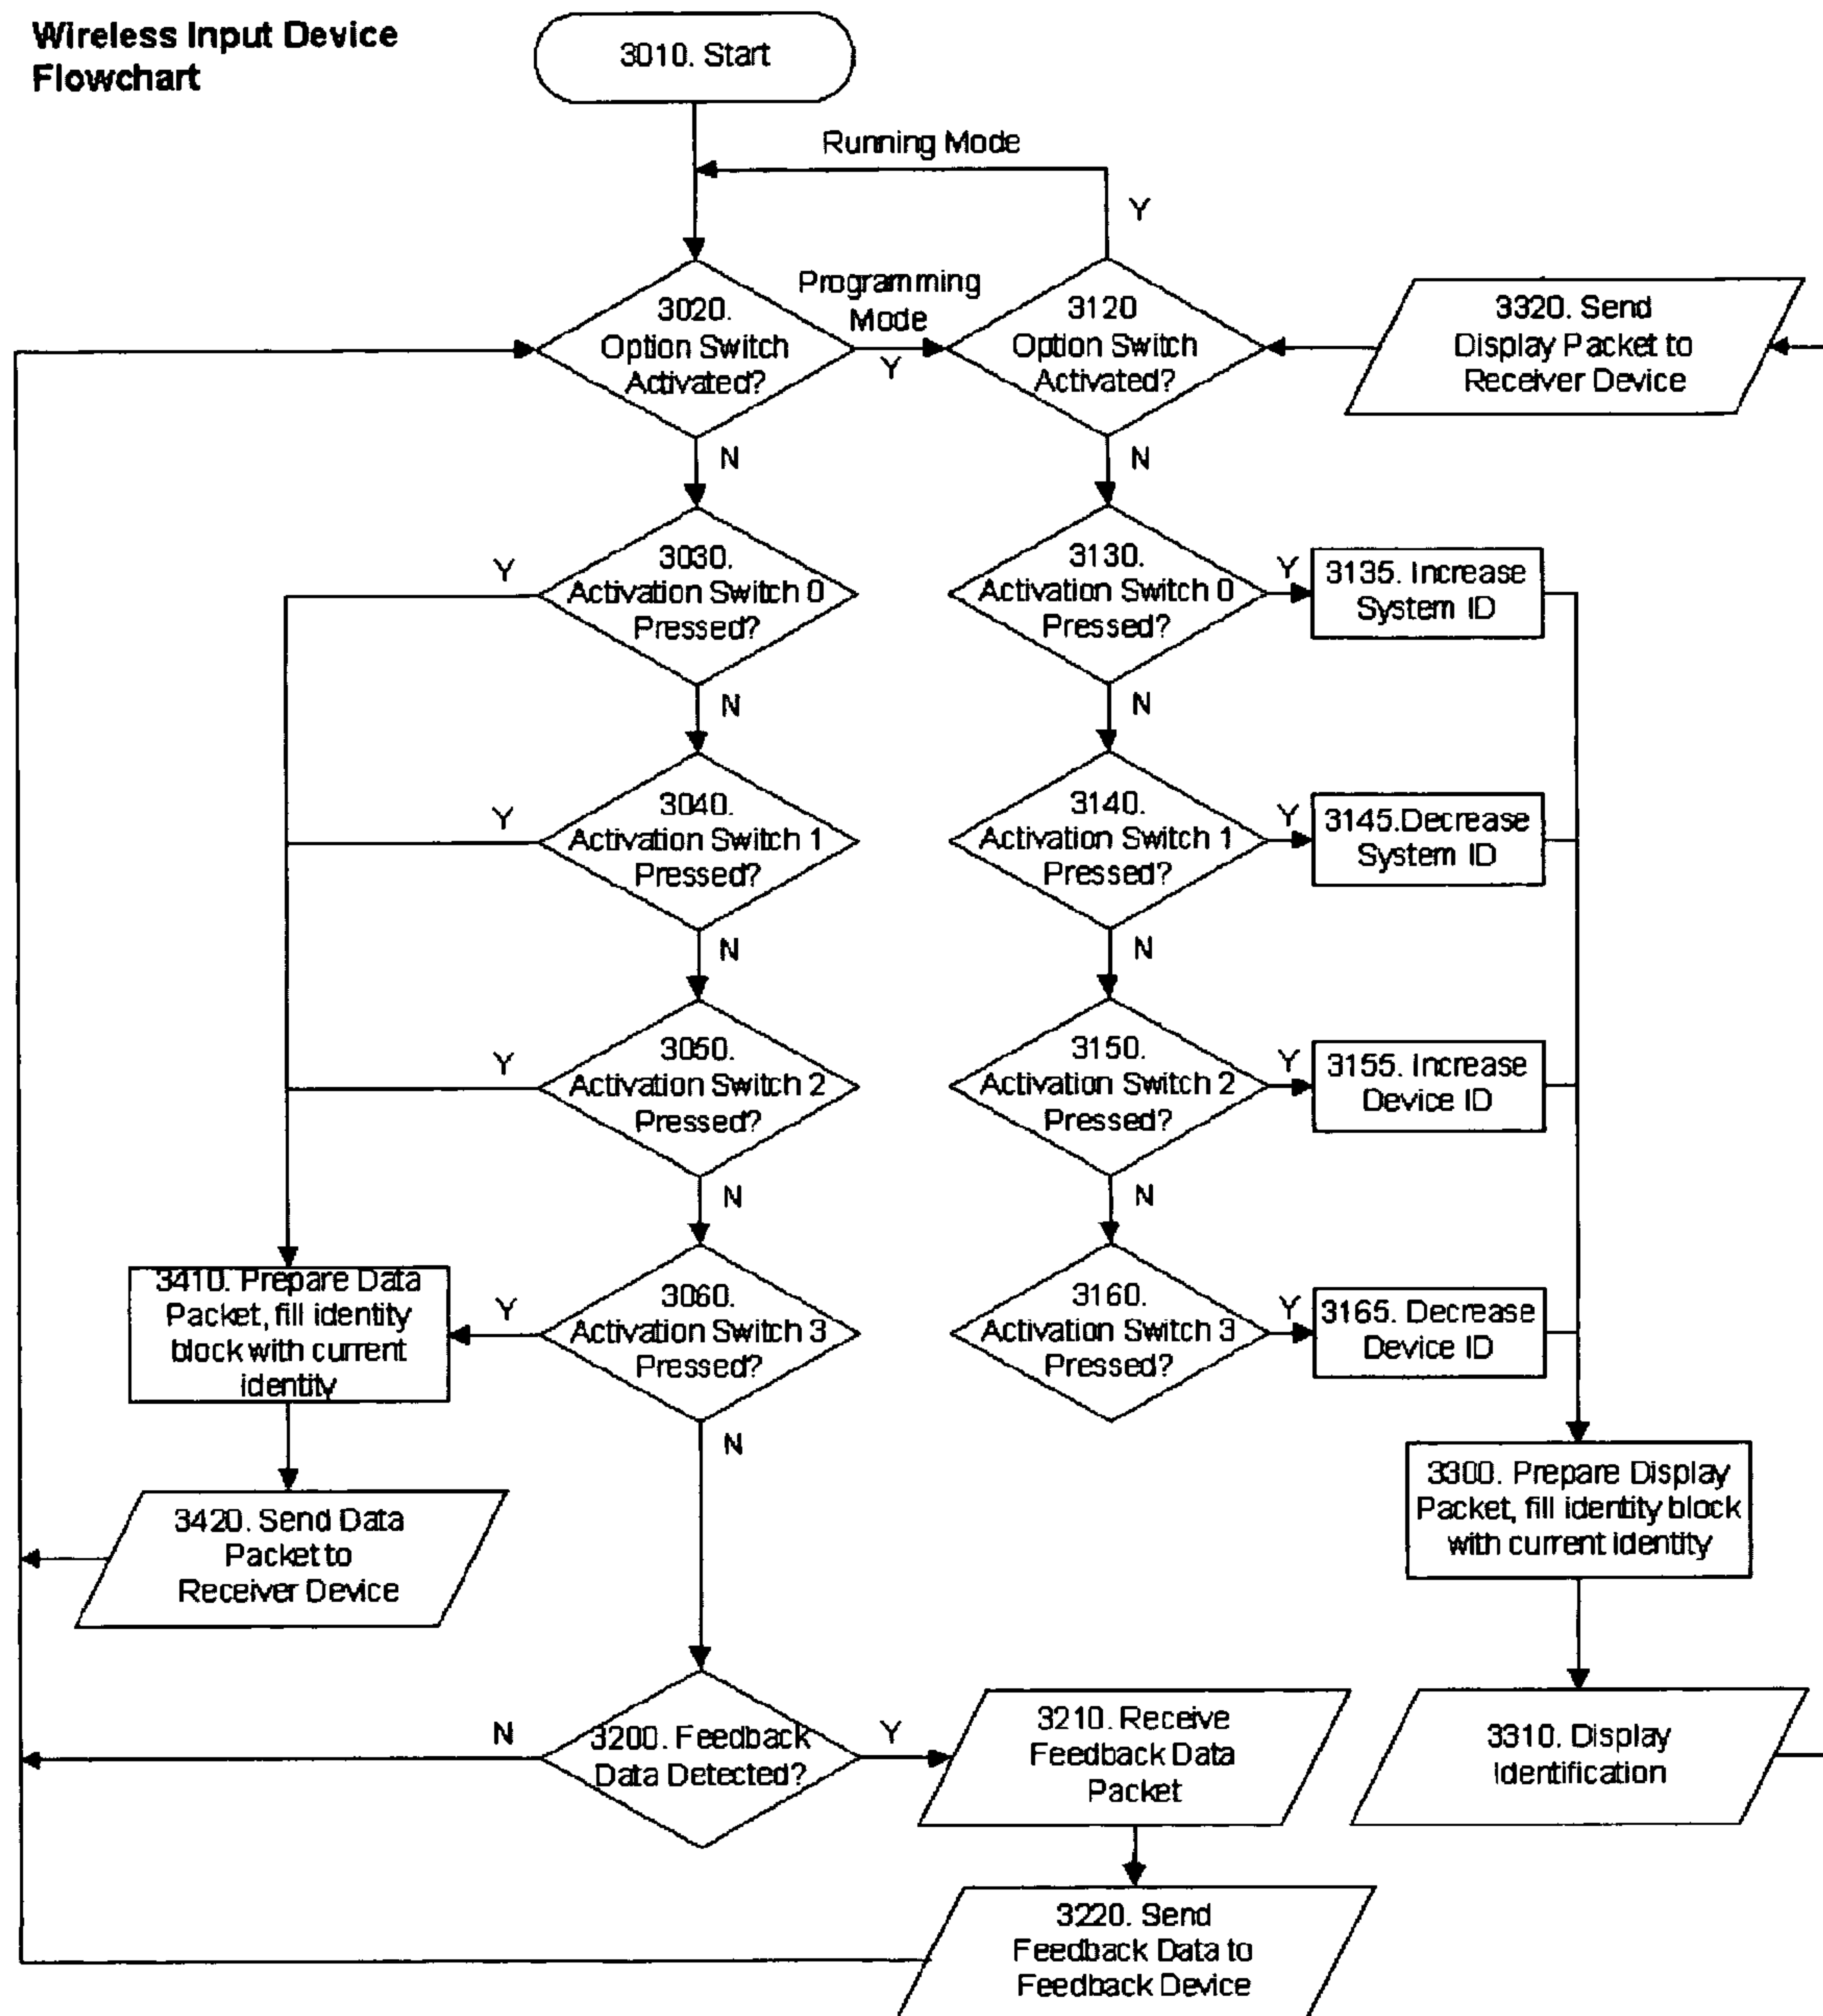 Wireless Input Device
Flowchart
3010. Start
Running Mode
Y
3020.
Option Switch
Activated?
Programming
Mode
Y
3120
Option Switch
Activated?
3320. Send
Display Packet to
Receiver Device
N
N
3030.
Activation Switch 0
Pressed?
Y
3130.
Activation Switch 0
Pressed?
Y
3135. Increase
System ID
N
N
3040.
Activation Switch 1
Pressed?
Y
3140.
Activation Switch 1
Pressed?
Y
3145.Decrease
System ID
N
N
3050.
Activation Switch 2
Pressed?
Y
3150.
Activation Switch 2
Pressed?
Y
3155. Increase
Device ID
N
N
3410. Prepare Data
Packet, fill identity
block with current
identity
Y
3060.
Activation Switch 3
Pressed?
3160.
Activation Switch 3
Pressed?
Y
3165. Decrease
Device ID
N
3300. Prepare Display
Packet, fill identity block
with current identity
3420. Send Data
Packet to
Receiver Device
N
3200. Feedback
Data Detected?
Y
3210. Receive
Feedback Data
Packet
3310. Display
Identification
3220. Send
Feedback Data to
Feedback Device